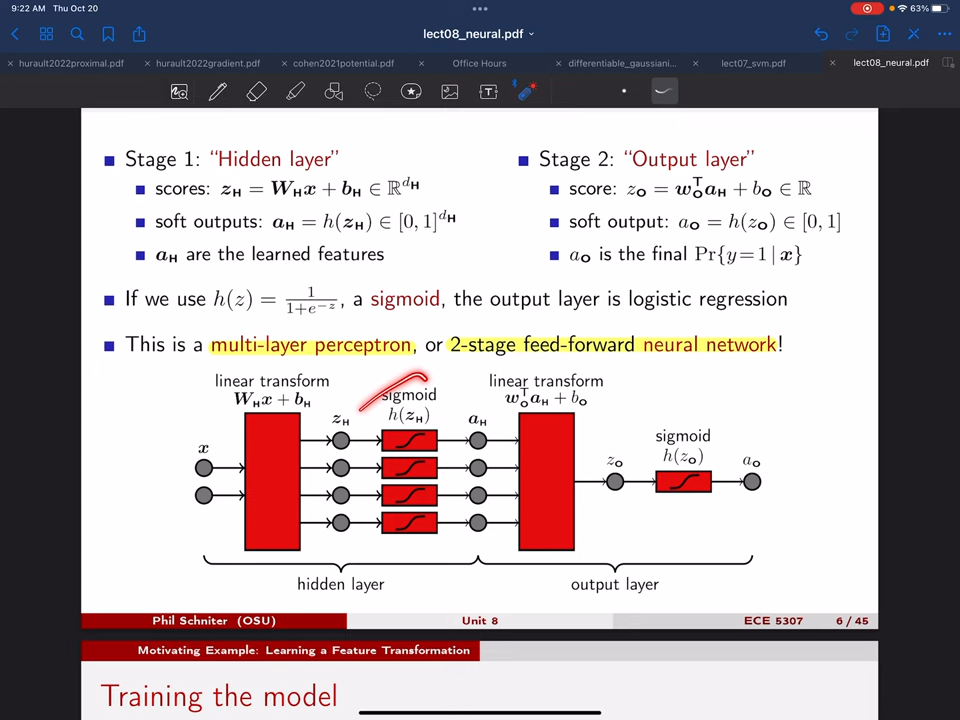 9:22 AM Thu Oct 20
63%
lect08_neural.pdf
hurault2022proximal.pdf
hurault2022gradient.pdf
cohen2021potential.pdf
Office Hours
differentiable_gaussiani...
lect07_svm.pdf
lect08_neural.pdf
Stage 1: “Hidden layer”
scores: z_H = W_H x + b_H ∈ ℝ^{d_H}
soft outputs: a_H = h(z_H) ∈ [0, 1]^{d_H}
a_H are the learned features
Stage 2: “Output layer”
score: z_O = w_O^T a_H + b_O ∈ ℝ
soft output: a_O = h(z_O) ∈ [0, 1]
a_O is the final Pr{y = 1 | x}
If we use h(z) = 1/(1+e^{−z}), a sigmoid, the output layer is logistic regression
This is a multi-layer perceptron, or 2-stage feed-forward neural network!
linear transform
W_H x + b_H
x
z_H
sigmoid
h(z_H)
a_H
linear transform
w_O^T a_H + b_O
z_O
sigmoid
h(z_O)
a_O
hidden layer
output layer
Phil Schniter (OSU)
Unit 8
ECE 5307
6 / 45
Motivating Example: Learning a Feature Transformation
Training the model